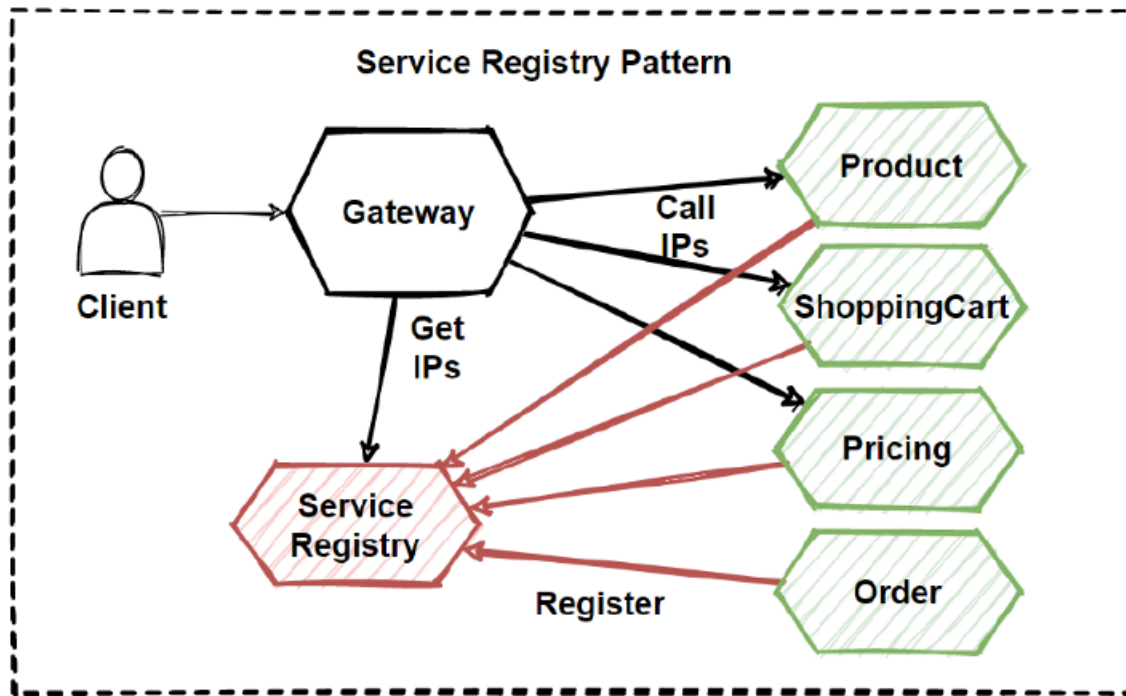 Service Registry Pattern
Product
Gateway
Call
IPs
ShoppingCart
Client
Get
IPs
Pricing
Service
Registry
Register
Order